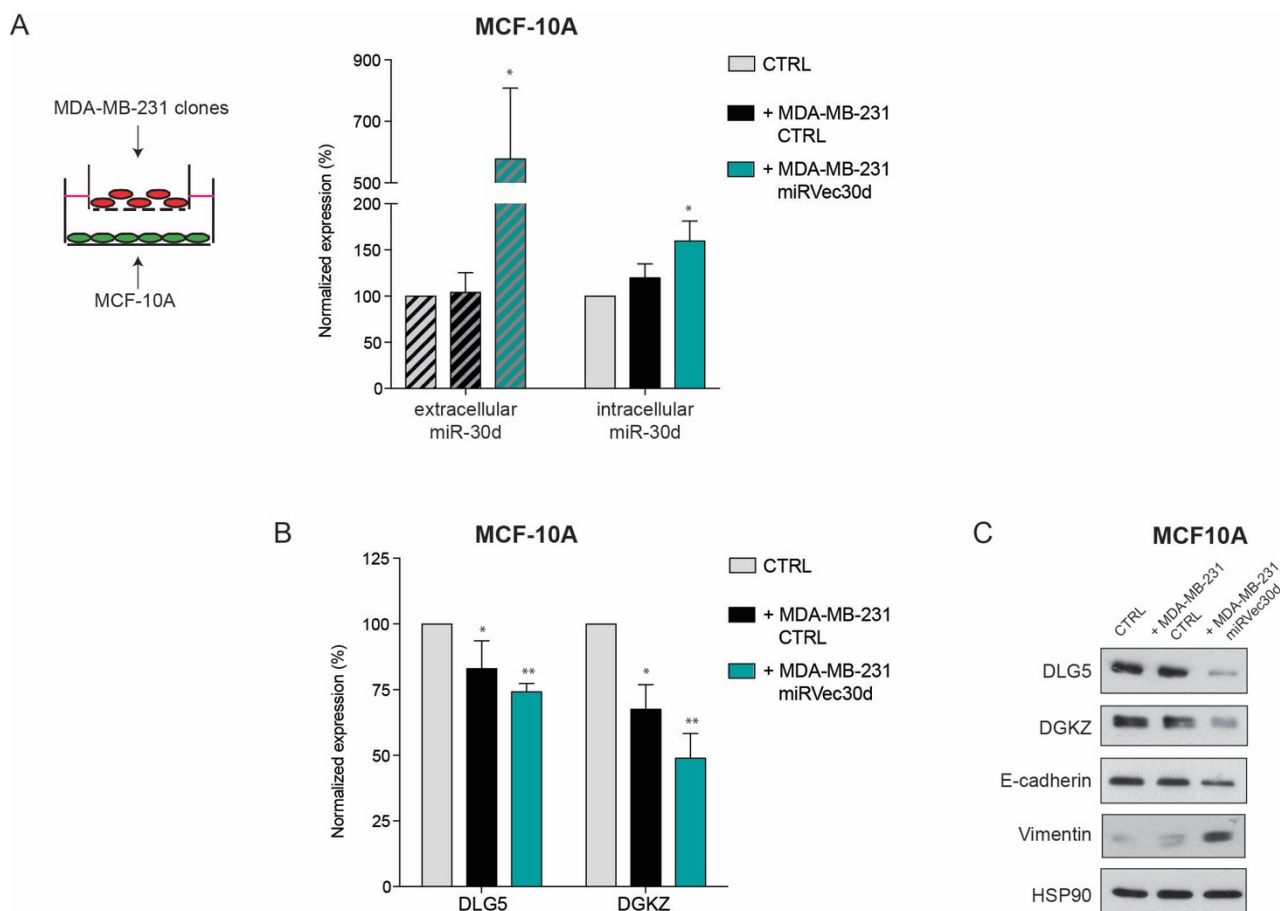 A
MCF-10A
MDA-MB-231 clones
MCF-10A
Normalized expression (%)
900
700
500
200
150
100
50
0
*
*
extracellular
miR-30d
intracellular
miR-30d
CTRL
+ MDA-MB-231
CTRL
+ MDA-MB-231
miRVec30d
B
MCF-10A
Normalized expression (%)
125
100
75
50
25
0
*
**
*
**
DLG5
DGKZ
CTRL
+ MDA-MB-231
CTRL
+ MDA-MB-231
miRVec30d
C
MCF10A
CTRL
+ MDA-MB-231
CTRL
+ MDA-MB-231
miRVec30d
DLG5
DGKZ
E-cadherin
Vimentin
HSP90